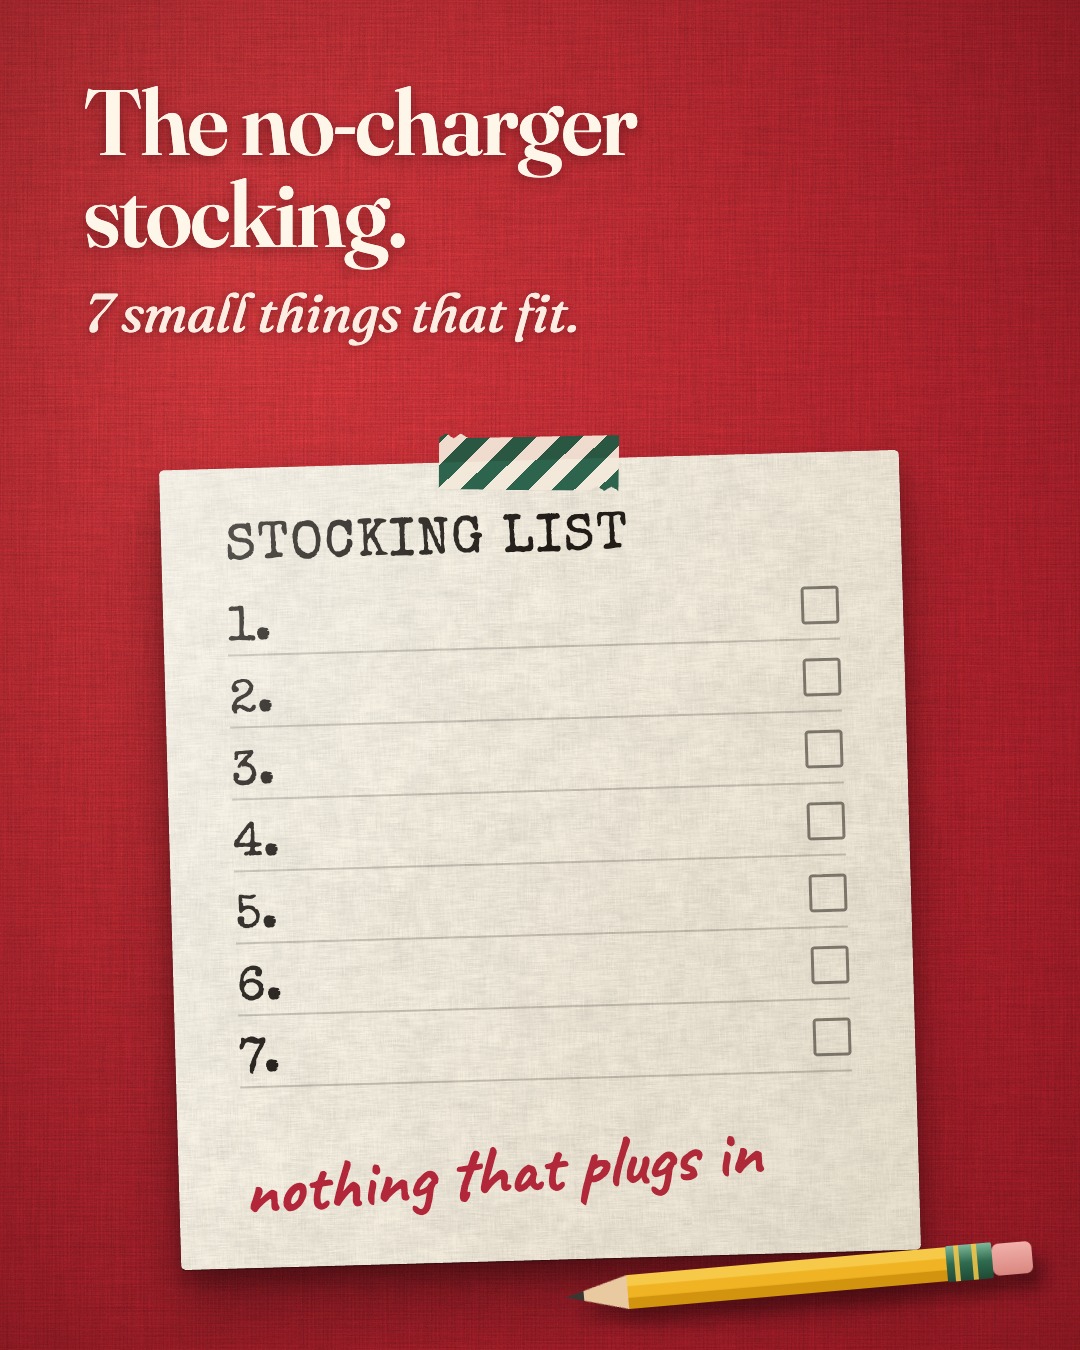 The no-charger
stocking.
7 small things that fit.
STOCKING LIST
1.
2.
3.
4.
5.
6.
7.
nothing that plugs in